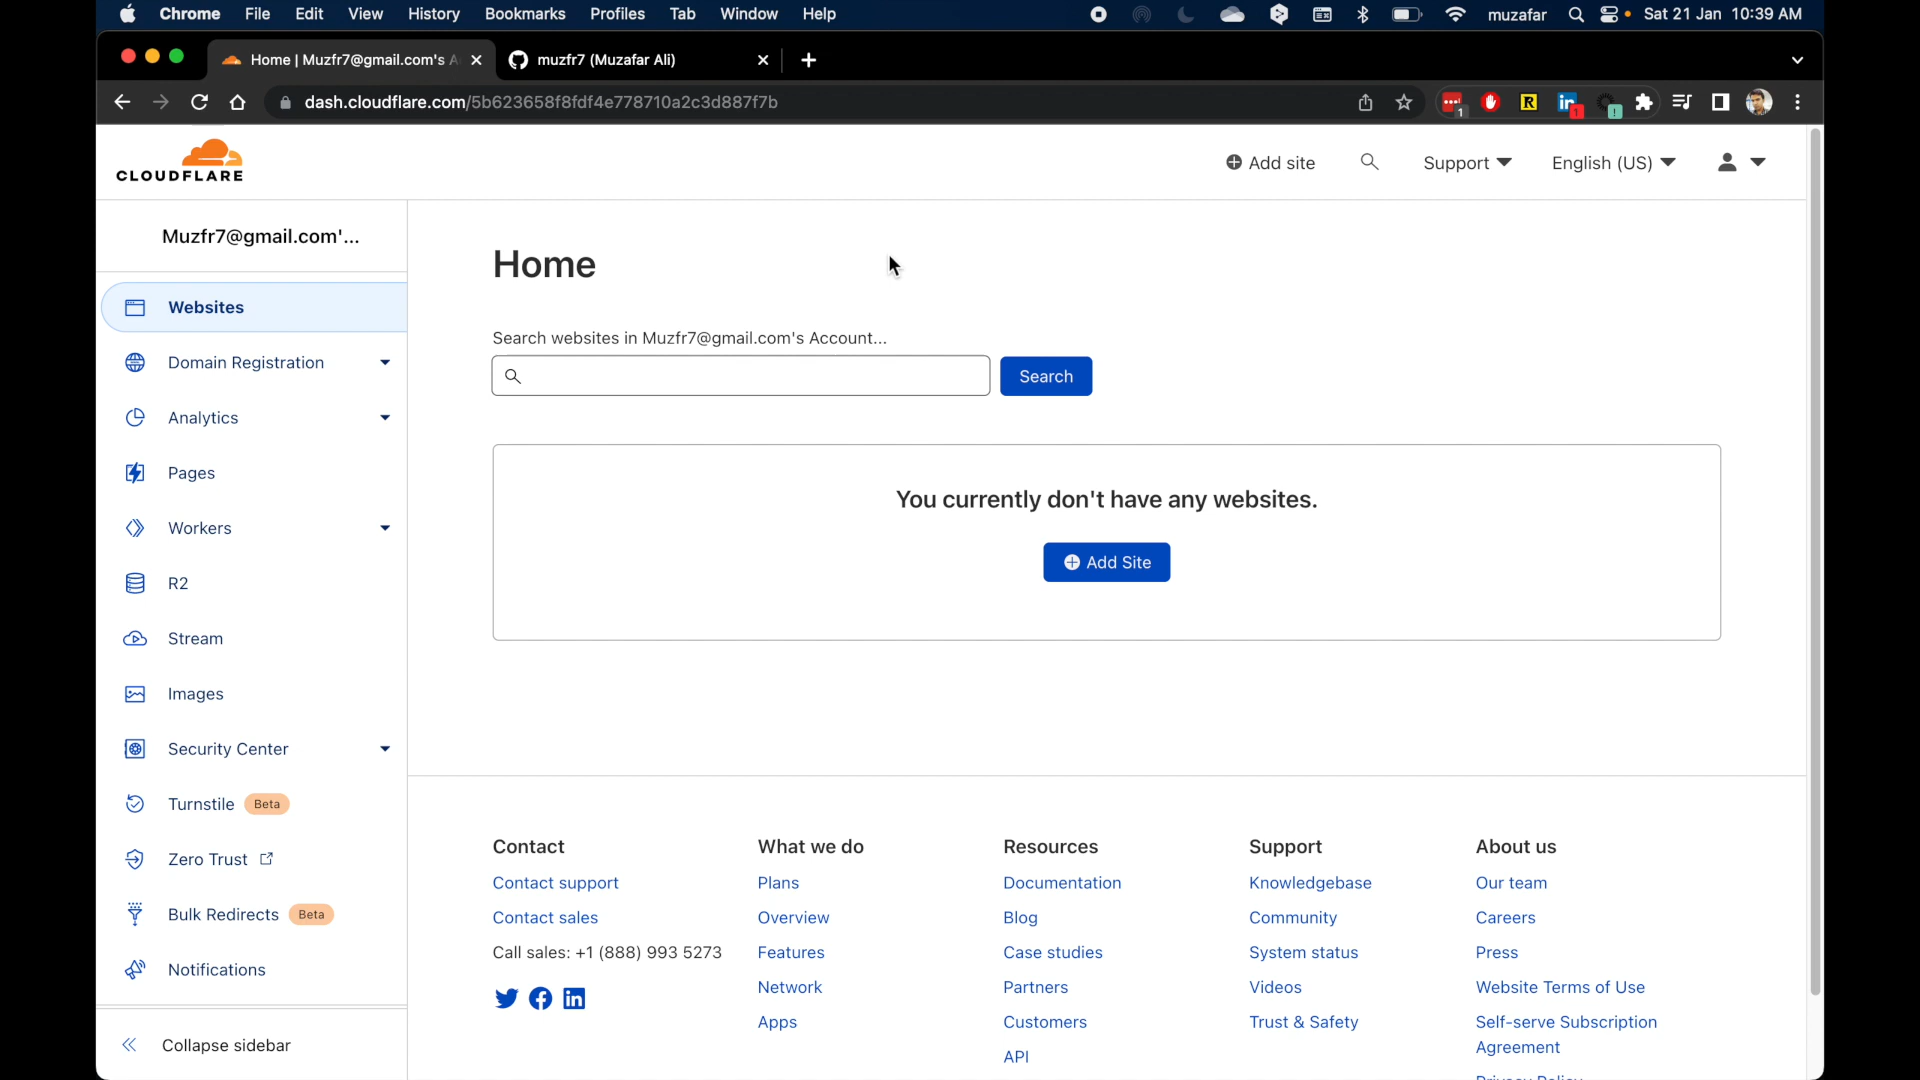 Chrome File Edit View History Bookmarks Profiles Tab Window Help muzafar Sat 21 Jan 10:39 AM
Home | Muzfr7@gmail.com's A muzfr7 (Muzafar Ali)
dash.cloudflare.com/5b623658f8fdf4e778710a2c3d887f7b
CLOUDFLARE
Add site Support English (US)
Muzfr7@gmail.com'...
Websites
Domain Registration
Analytics
Pages
Workers
R2
Stream
Images
Security Center
Turnstile Beta
Zero Trust
Bulk Redirects Beta
Notifications
Collapse sidebar
Home
Search websites in Muzfr7@gmail.com's Account...
Search
You currently don't have any websites.
Add Site
Contact
Contact support
Contact sales
Call sales: +1 (888) 993 5273
What we do
Plans
Overview
Features
Network
Apps
Resources
Documentation
Blog
Case studies
Partners
Customers
API
Support
Knowledgebase
Community
System status
Videos
Trust & Safety
About us
Our team
Careers
Press
Website Terms of Use
Self-serve Subscription
Agreement